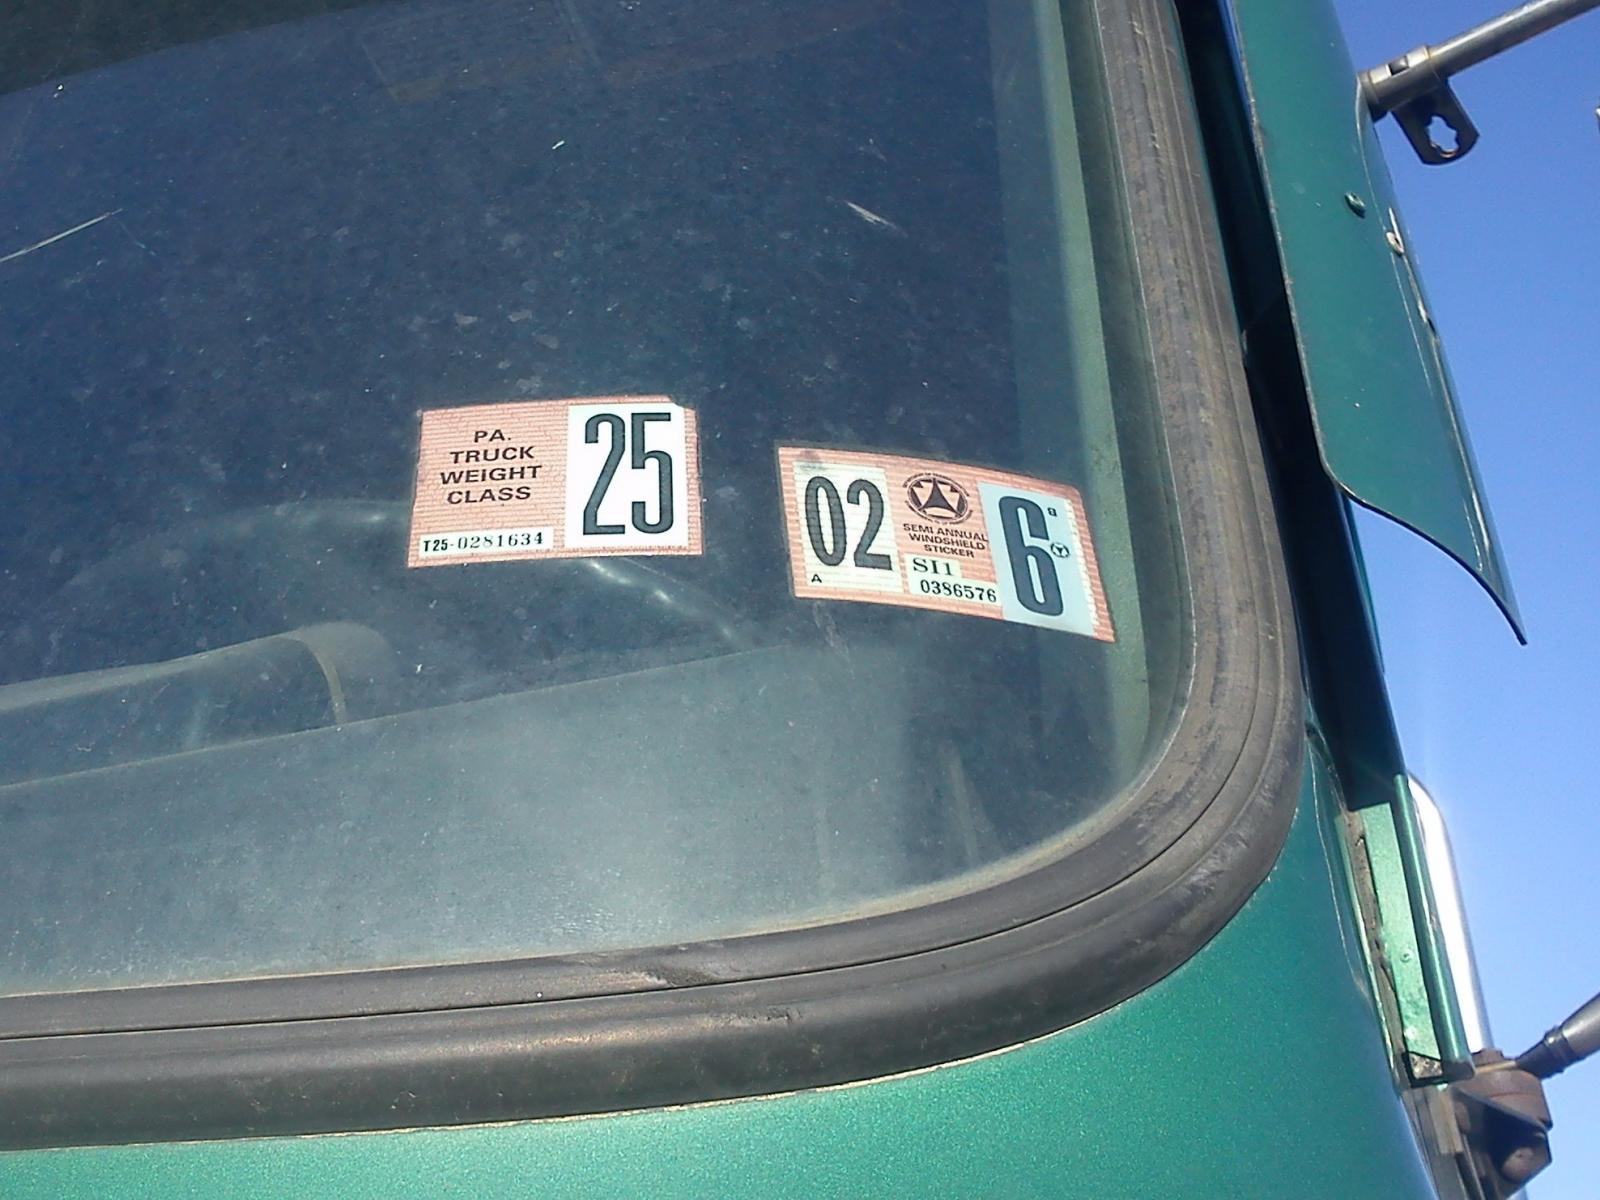 PA.
TRUCK
WEIGHT
CLASS
25
T25-0281634
02
A
SEMI ANNUAL
WINDSHIELD
STICKER
SI1
0386576
6
B